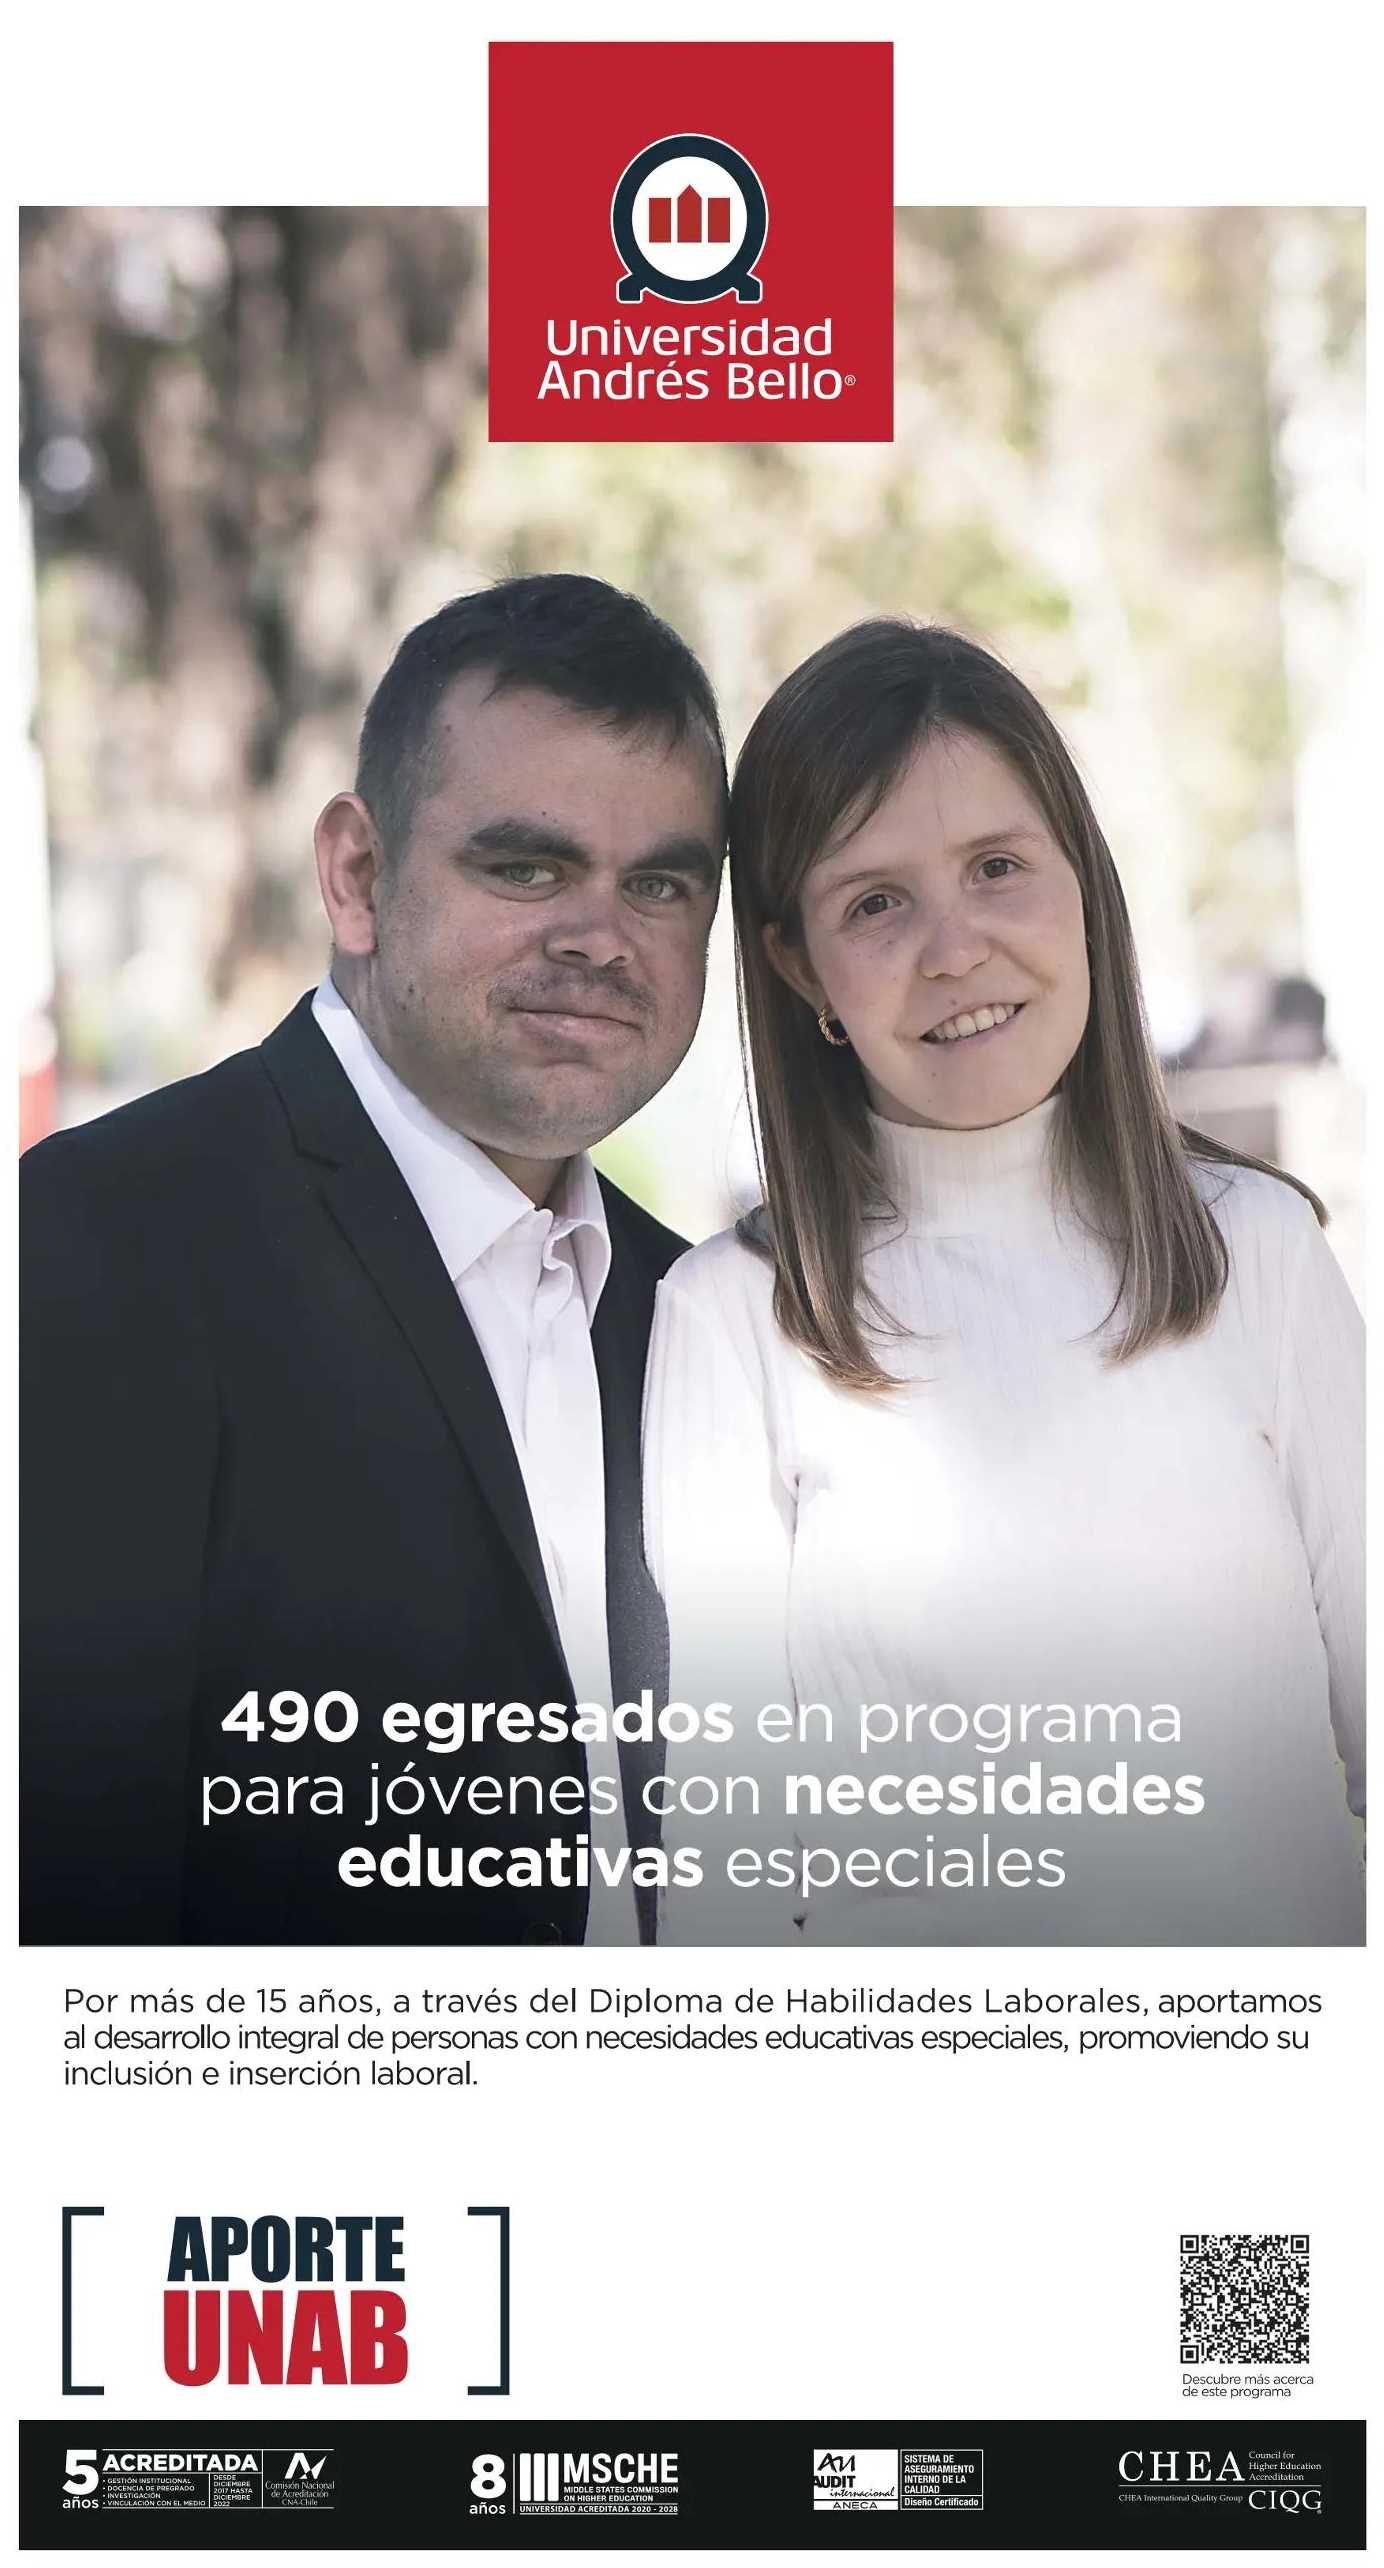 Universidad
Andrés Bello®
490 egresados en programa
para jóvenes con necesidades
educativas especiales
Por más de 15 años, a través del Diploma de Habilidades Laborales, aportamos
al desarrollo integral de personas con necesidades educativas especiales, promoviendo su
inclusión e inserción laboral.
APORTE
UNAB
Descubre más acerca
de este programa
5
años
ACREDITADA
• GESTIÓN INSTITUCIONAL
• DOCENCIA DE PREGRADO
• INVESTIGACIÓN
• VINCULACIÓN CON EL MEDIO
DESDE
DICIEMBRE
2017 HASTA
DICIEMBRE
2022
Comisión Nacional
de Acreditación
CNA-Chile
8
años
MSCHE
MIDDLE STATES COMMISSION
ON HIGHER EDUCATION
UNIVERSIDAD ACREDITADA 2020 - 2028
AUDIT
internacional
ANECA
SISTEMA DE
ASEGURAMIENTO
INTERNO DE LA
CALIDAD
Diseño Certificado
CHEA
Council for
Higher Education
Accreditation
CHEA International Quality Group
CIQG®